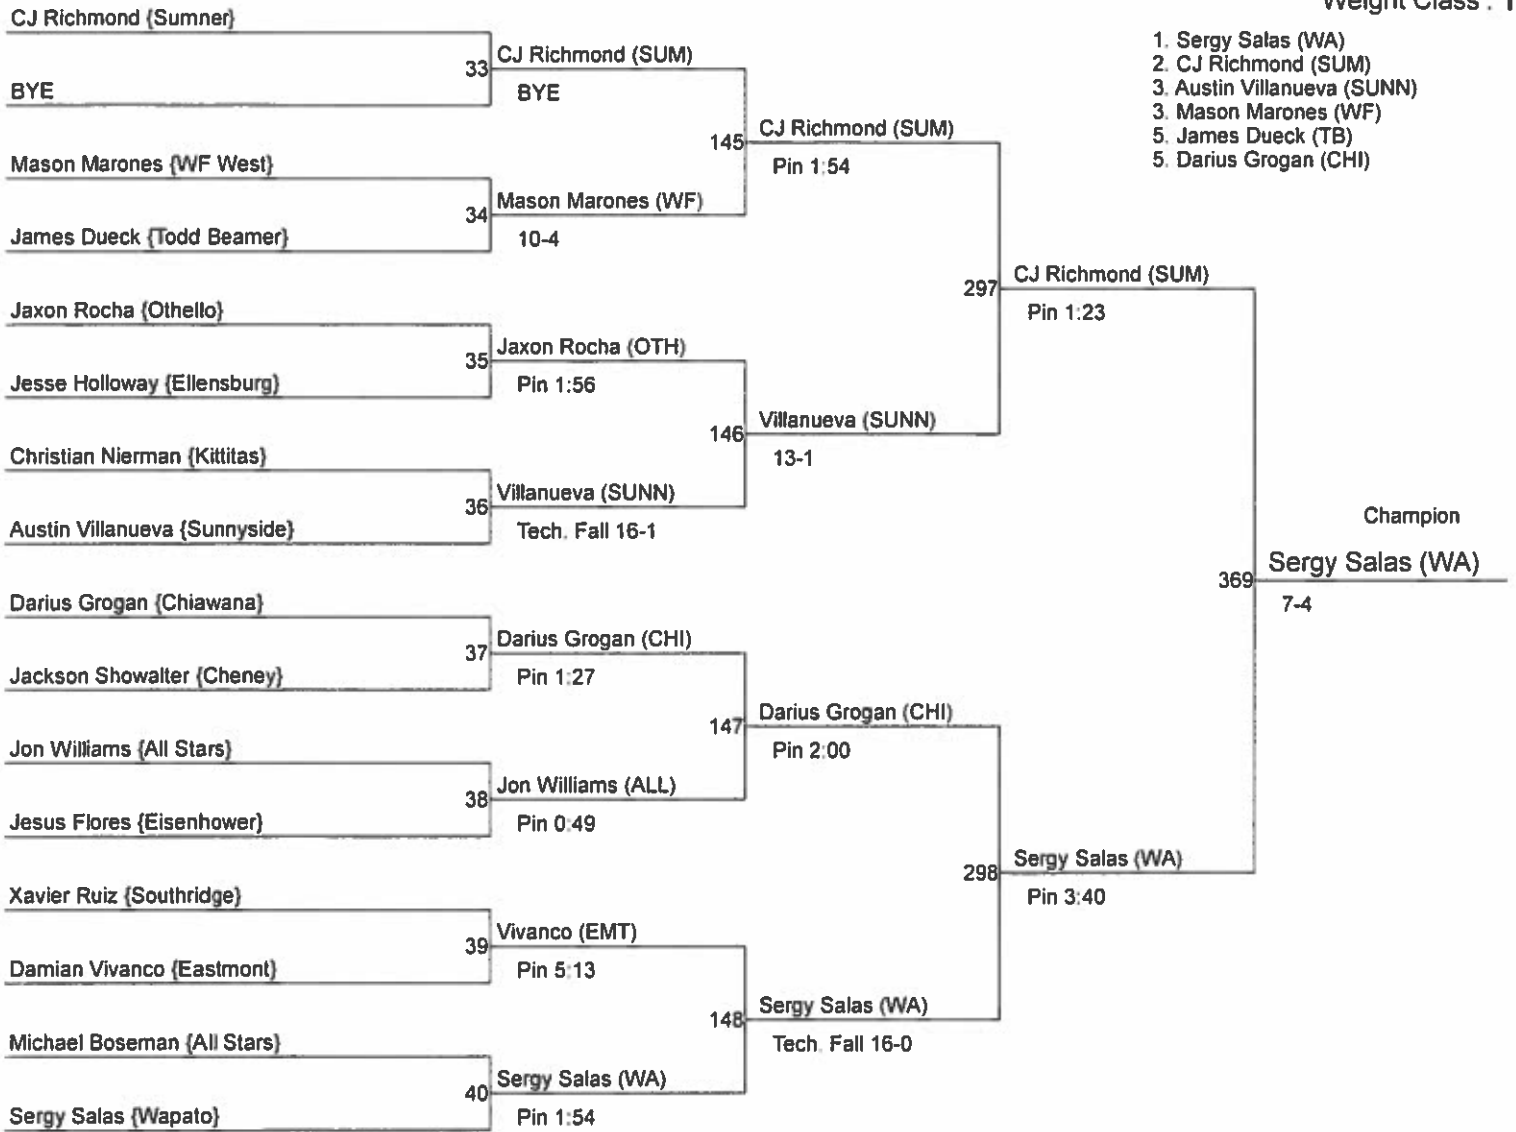 Weight Class :
1. Sergy Salas (WA)
2. CJ Richmond (SUM)
3. Austin Villanueva (SUNN)
3. Mason Marones (WF)
5. James Dueck (TB)
5. Darius Grogan (CHI)
CJ Richmond {Sumner}
BYE
33
CJ Richmond (SUM)
BYE
Mason Marones {WF West}
James Dueck {Todd Beamer}
34
Mason Marones (WF)
10-4
145
CJ Richmond (SUM)
Pin 1:54
Jaxon Rocha {Othello}
Jesse Holloway {Ellensburg}
35
Jaxon Rocha (OTH)
Pin 1:56
Christian Nierman {Kittitas}
Austin Villanueva {Sunnyside}
36
Villanueva (SUNN)
Tech. Fall 16-1
146
Villanueva (SUNN)
13-1
297
CJ Richmond (SUM)
Pin 1:23
Darius Grogan {Chiawana}
Jackson Showalter {Cheney}
37
Darius Grogan (CHI)
Pin 1:27
Jon Williams {All Stars}
Jesus Flores {Eisenhower}
38
Jon Williams (ALL)
Pin 0:49
147
Darius Grogan (CHI)
Pin 2:00
Xavier Ruiz {Southridge}
Damian Vivanco {Eastmont}
39
Vivanco (EMT)
Pin 5:13
Michael Boseman {All Stars}
Sergy Salas {Wapato}
40
Sergy Salas (WA)
Pin 1:54
148
Sergy Salas (WA)
Tech. Fall 16-0
298
Sergy Salas (WA)
Pin 3:40
369
Champion
Sergy Salas (WA)
7-4